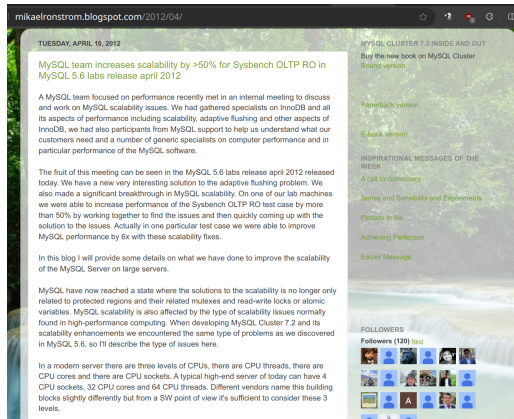 mikaelronstrom.blogspot.com/2012/04/
TUESDAY, APRIL 10, 2012
MySQL team increases scalability by >50% for Sysbench OLTP RO in
MySQL 5.6 labs release april 2012
A MySQL team focused on performance recently met in an internal meeting to discuss
and work on MySQL scalability issues. We had gathered specialists on InnoDB and all
its aspects of performance including scalability, adaptive flushing and other aspects of
InnoDB, we had also participants from MySQL support to help us understand what our
customers need and a number of generic specialists on computer performance and in
particular performance of the MySQL software.
The fruit of this meeting can be seen in the MySQL 5.6 labs release april 2012 released
today. We have a new very interesting solution to the adaptive flushing problem. We
also made a significant breakthrough in MySQL scalability. On one of our lab machines
we were able to increase performance of the Sysbench OLTP RO test case by more
than 50% by working together to find the issues and then quickly coming up with the
solution to the issues. Actually in one particular test case we were able to improve
MySQL performance by 6x with these scalability fixes.
In this blog I will provide some details on what we have done to improve the scalability
of the MySQL Server on large servers.
MySQL have now reached a state where the solutions to the scalability is no longer only
related to protected regions and their related mutexes and read-write locks or atomic
variables. MySQL scalability is also affected by the type of scalability issues normally
found in high-performance computing. When developing MySQL Cluster 7.2 and its
scalability enhancements we encountered the same type of problems as we discovered
in MySQL 5.6, so I'll describe the type of issues here.
In a modern server there are three levels of CPUs, there are CPU threads, there are
CPU cores and there are CPU sockets. A typical high-end server of today can have 4
CPU sockets, 32 CPU cores and 64 CPU threads. Different vendors name this building
blocks slightly differently but from a SW point of view it's sufficient to consider these 3
levels.
MYSQL CLUSTER 7.5 INSIDE AND OUT
Buy the new book on MySQL Cluster
Bound version
Paperback version
E-book version
INSPIRATIONAL MESSAGES OF THE
WEEK
A call to democracy
Sense and Sensibility and Experiments
Periods in life
Achieving Perfection
Easter Message
FOLLOWERS
Followers (120) Next
A